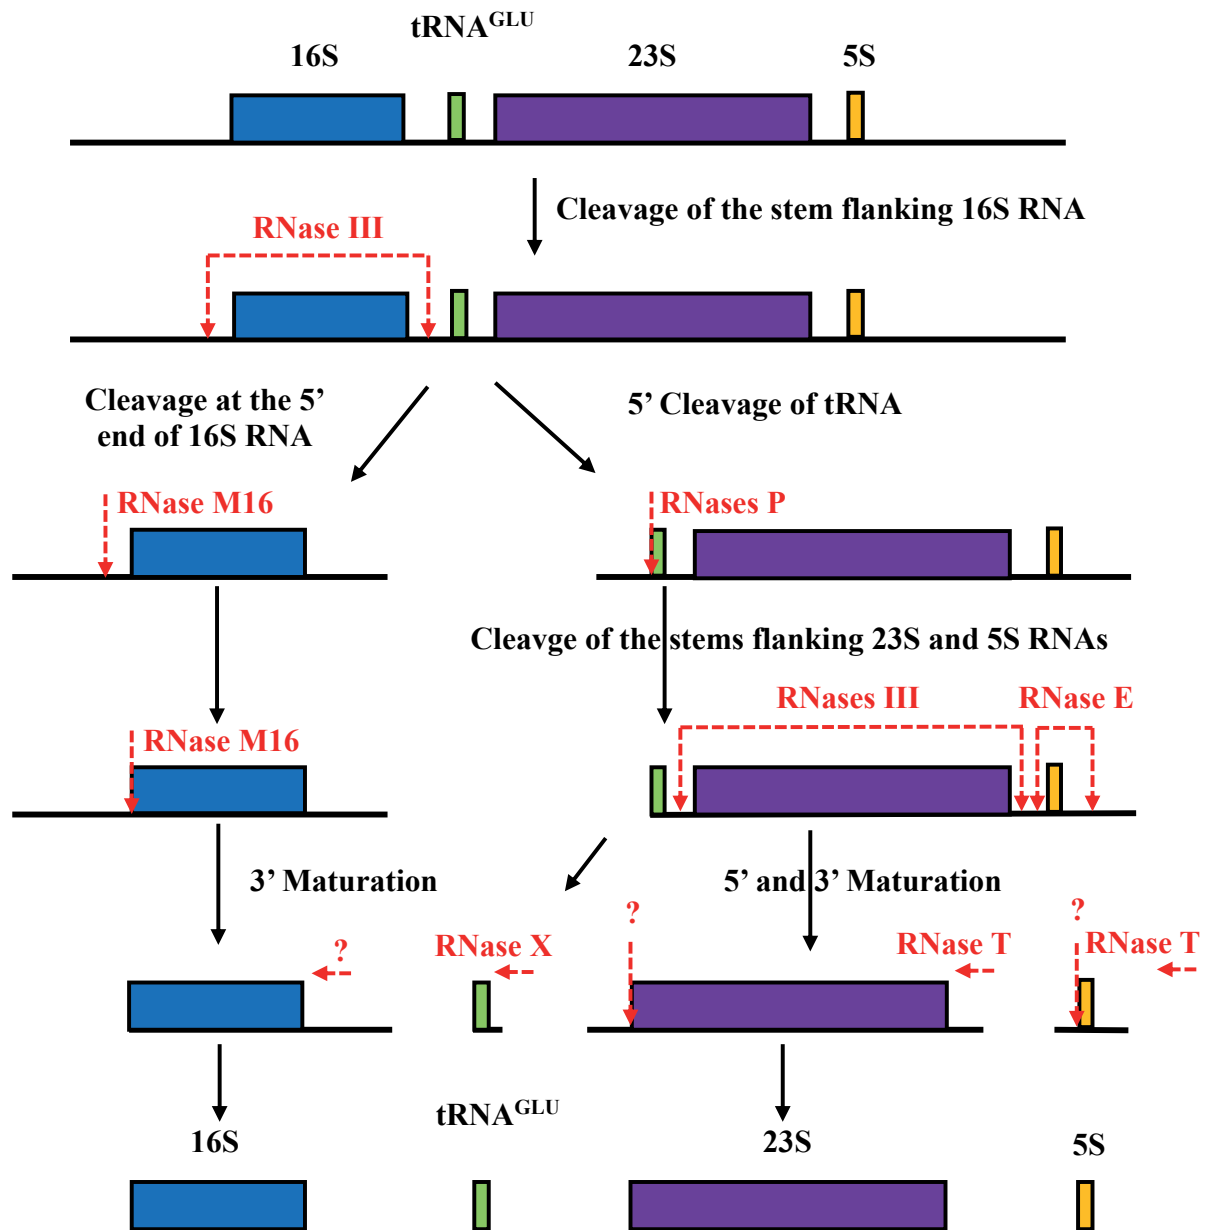 tRNA^GLU
16S 23S 5S
Cleavage of the stem flanking 16S RNA
RNase III
Cleavage at the 5’
end of 16S RNA
5’ Cleavage of tRNA
RNase M16
RNases P
Cleavge of the stems flanking 23S and 5S RNAs
RNases III
RNase E
RNase M16
3’ Maturation
5’ and 3’ Maturation
?
RNase X
?
RNase T
?
RNase T
tRNA^GLU
16S 23S 5S